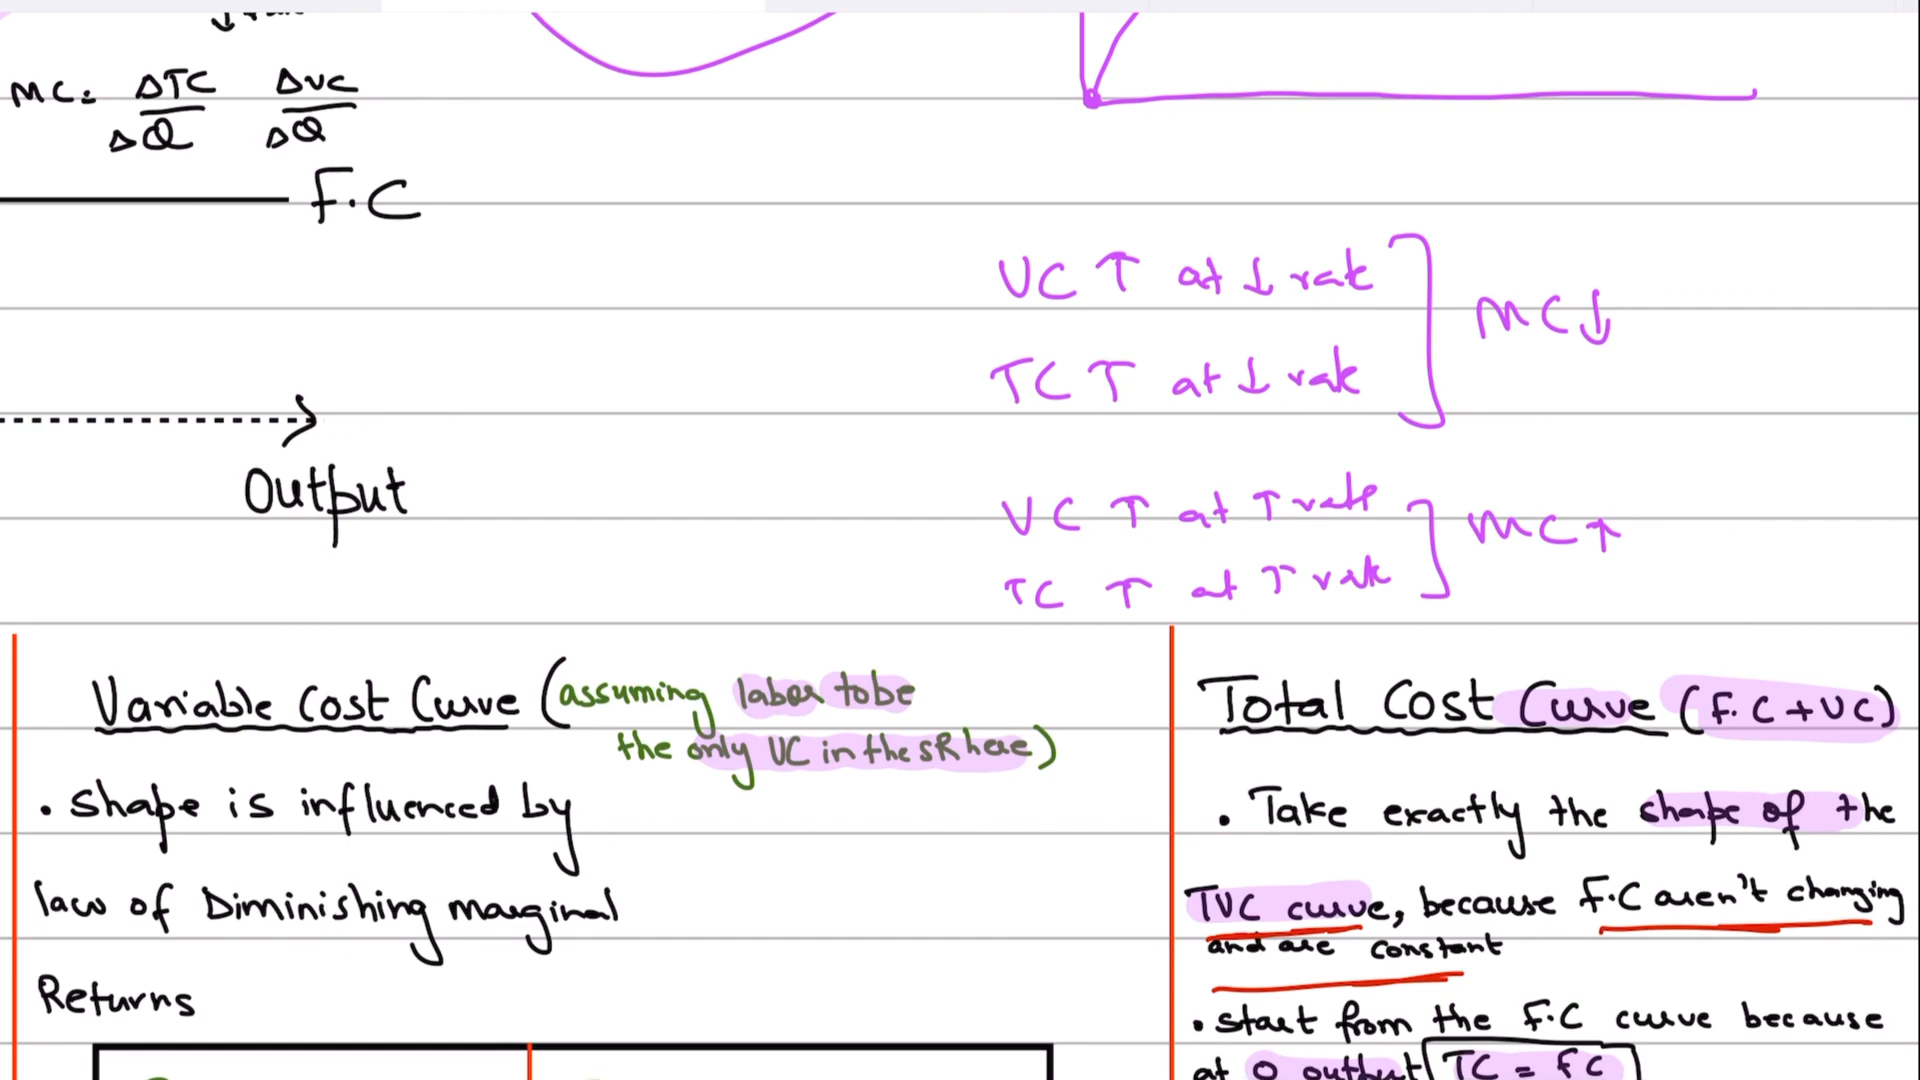 ↓ rate
MC = ΔTC/ΔQ ΔVC/ΔQ
F.C
VC ↑ at ↓ rate
TC ↑ at ↓ rate
MC ↓
Output
VC ↑ at ↑ rate
TC ↑ at ↑ rate
MC ↑
Variable Cost Curve (assuming labor to be
the only VC in the SR here)
• Shape is influenced by
law of Diminishing marginal
Returns
Total Cost Curve (F.C + VC)
• Take exactly the shape of the
TVC curve, because F.C aren't changing
and are constant
• start from the F.C curve because
at 0 output TC = FC